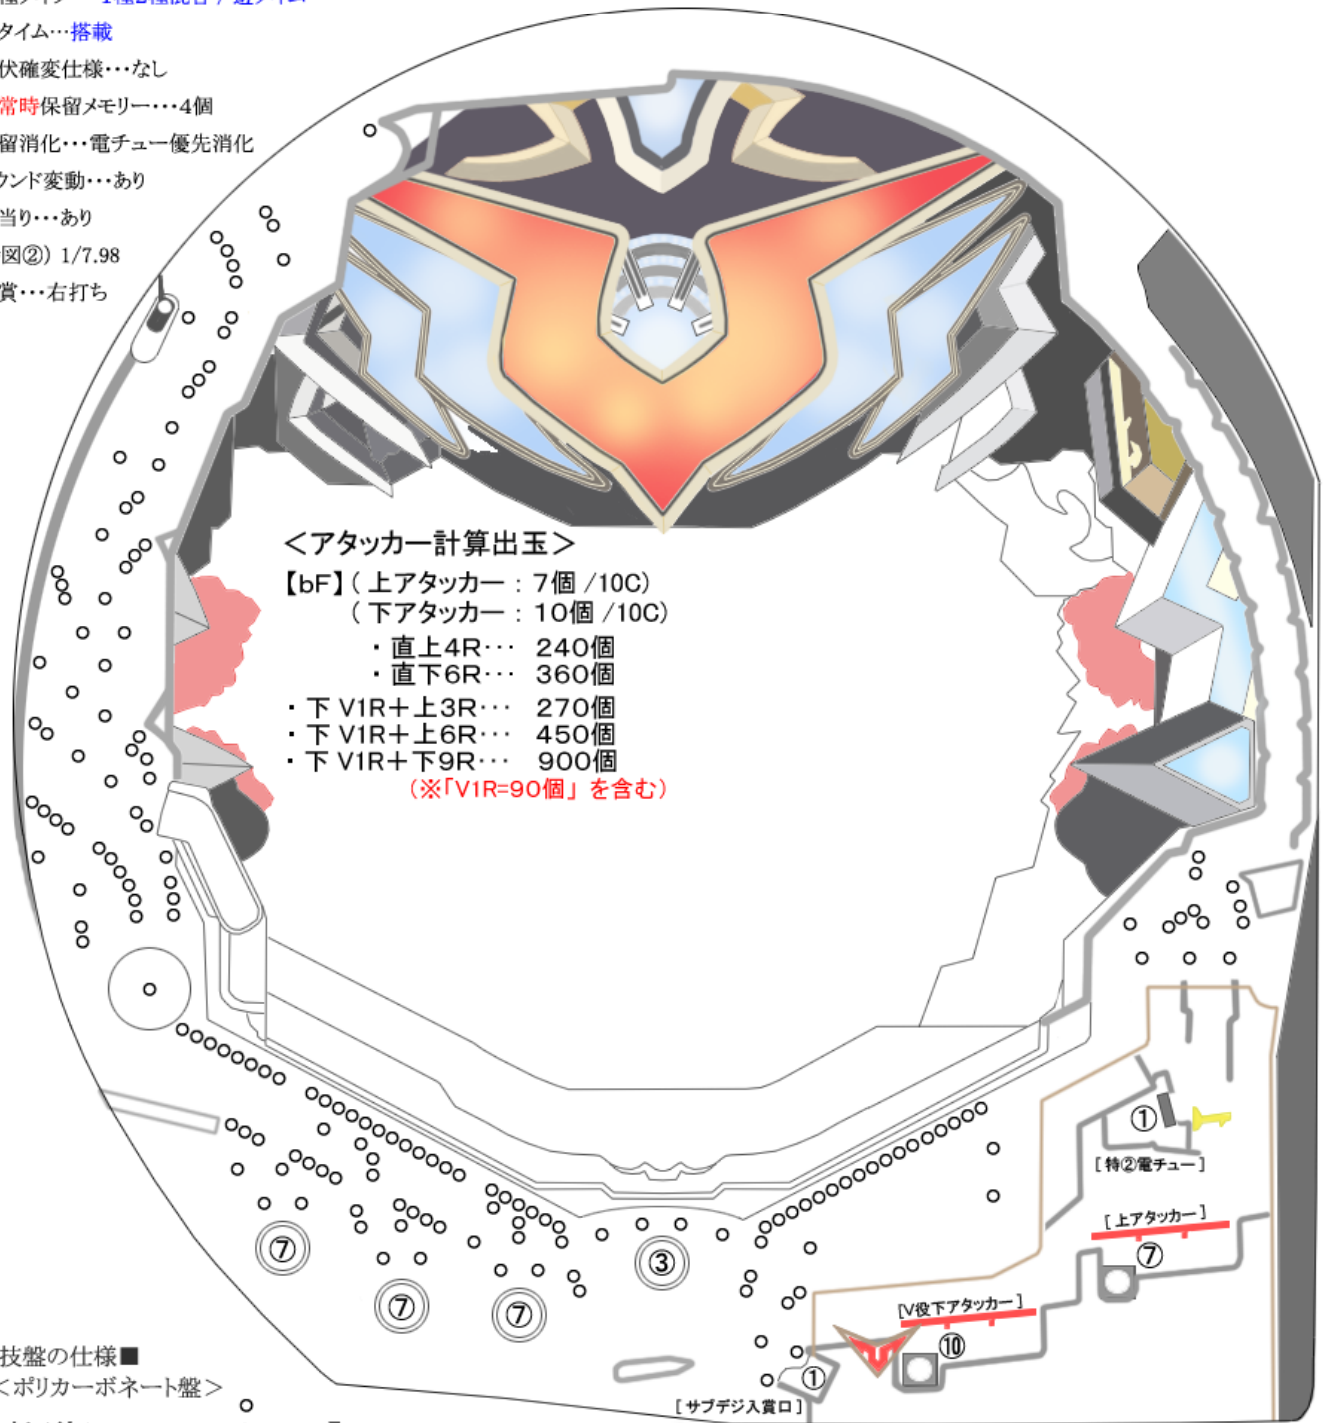 タイム…搭載
伏確変仕様・・・なし
常時保留メモリー・・・4個
留消化・・・電チュー優先消化
ウンド変動・・・あり
当り・・・あり
図②) 1/7.98
賞・・・右打ち
＜アタッカー計算出玉＞
【bF】( 上アタッカー : 7個 /10C)
( 下アタッカー : 10個 /10C)
・直上4R・・・ 240個
・直下6R・・・ 360個
・下 V1R＋上3R・・・ 270個
・下 V1R＋上6R・・・ 450個
・下 V1R＋下9R・・・ 900個
(※「V1R=90個」を含む)
①
[特②電チュー]
[上アタッカー]
⑦
⑦
③
⑦
⑦
[V役下アタッカー]
⑩
①
[サブデジ入賞口]
技盤の仕様■
＜ポリカーボネート盤＞